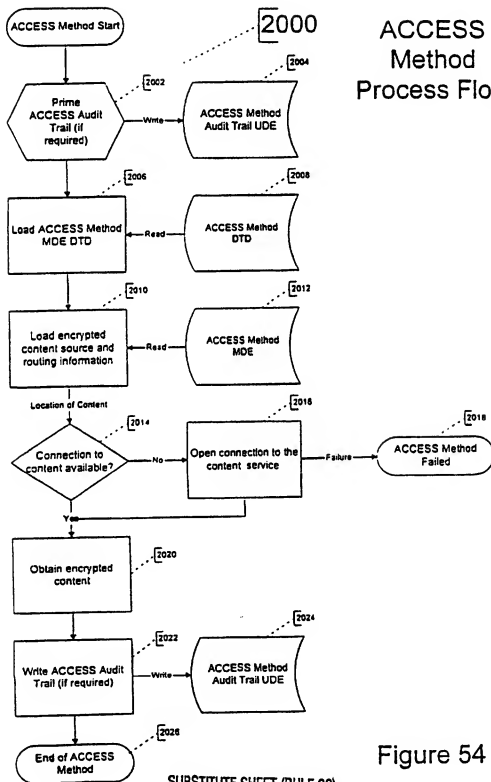 ACCESS Method Start
2000
ACCESS
Method
Process Flo
2002
Prime
ACCESS Audit
Trail (if
required)
Write
2004
ACCESS Method
Audit Trail UDE
2006
Load ACCESS Method
MDE DTD
Read
2008
ACCESS Method
DTD
2010
Load encrypted
content source and
routing information
Read
2012
ACCESS Method
MDE
Location of Content
2014
Connection to
content available?
No
2016
Open connection to the
content service
Failure
2018
ACCESS Method
Failed
Y
2020
Obtain encrypted
content
2022
Write ACCESS Audit
Trail (if required)
Write
2024
ACCESS Method
Audit Trail UDE
2026
End of ACCESS
Method
Figure 54
SUBSTITUTE SHEET (RULE